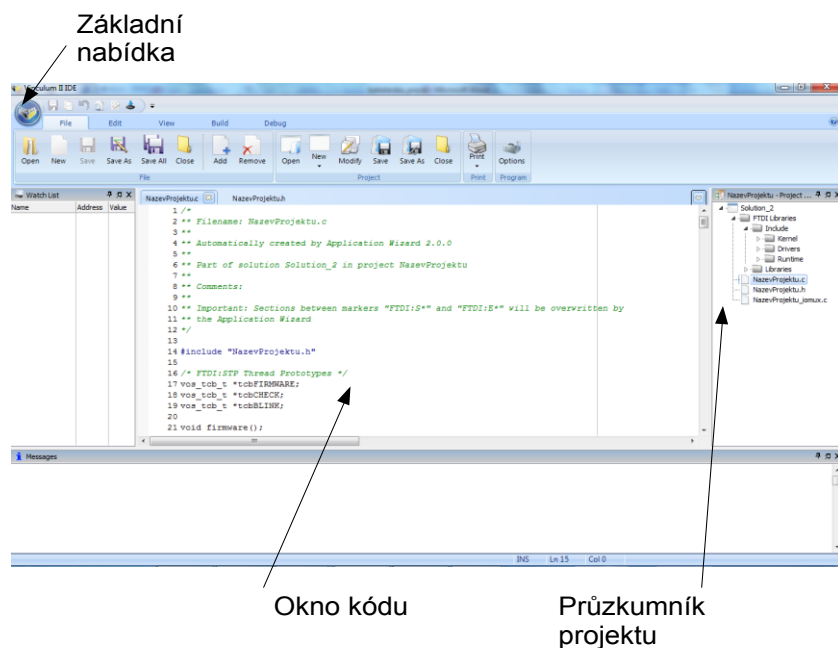 Základní
nabídka
Vinculum II IDE
File Edit View Build Debug
Open New Save Save As Save All Close Add Remove Open New Modify Save Save As Close Print Options
File Project Print Program
Watch List
Name Address Value
NazevProjektu.c NazevProjektu.h
1 /*
2 ** Filename: NazevProjektu.c
3 **
4 ** Automatically created by Application Wizard 2.0.0
5 **
6 ** Part of solution Solution_2 in project NazevProjektu
7 **
8 ** Comments:
9 **
10 ** Important: Sections between markers "FTDI:S*" and "FTDI:E*" will be overwritten by
11 ** the Application Wizard
12 */
13
14 #include "NazevProjektu.h"
15
16 /* FTDI:STP Thread Prototypes */
17 vos_tcb_t *tcbFIRMWARE;
18 vos_tcb_t *tcbCHECK;
19 vos_tcb_t *tcbBLINK;
20
21 void firmware();
NazevProjektu - Project ...
Solution_2
FTDI Libraries
Include
Kernel
Drivers
Runtime
Libraries
NazevProjektu.c
NazevProjektu.h
NazevProjektu_iomux.c
Messages
INS Ln 15 Col 0
Okno kódu
Průzkumník
projektu